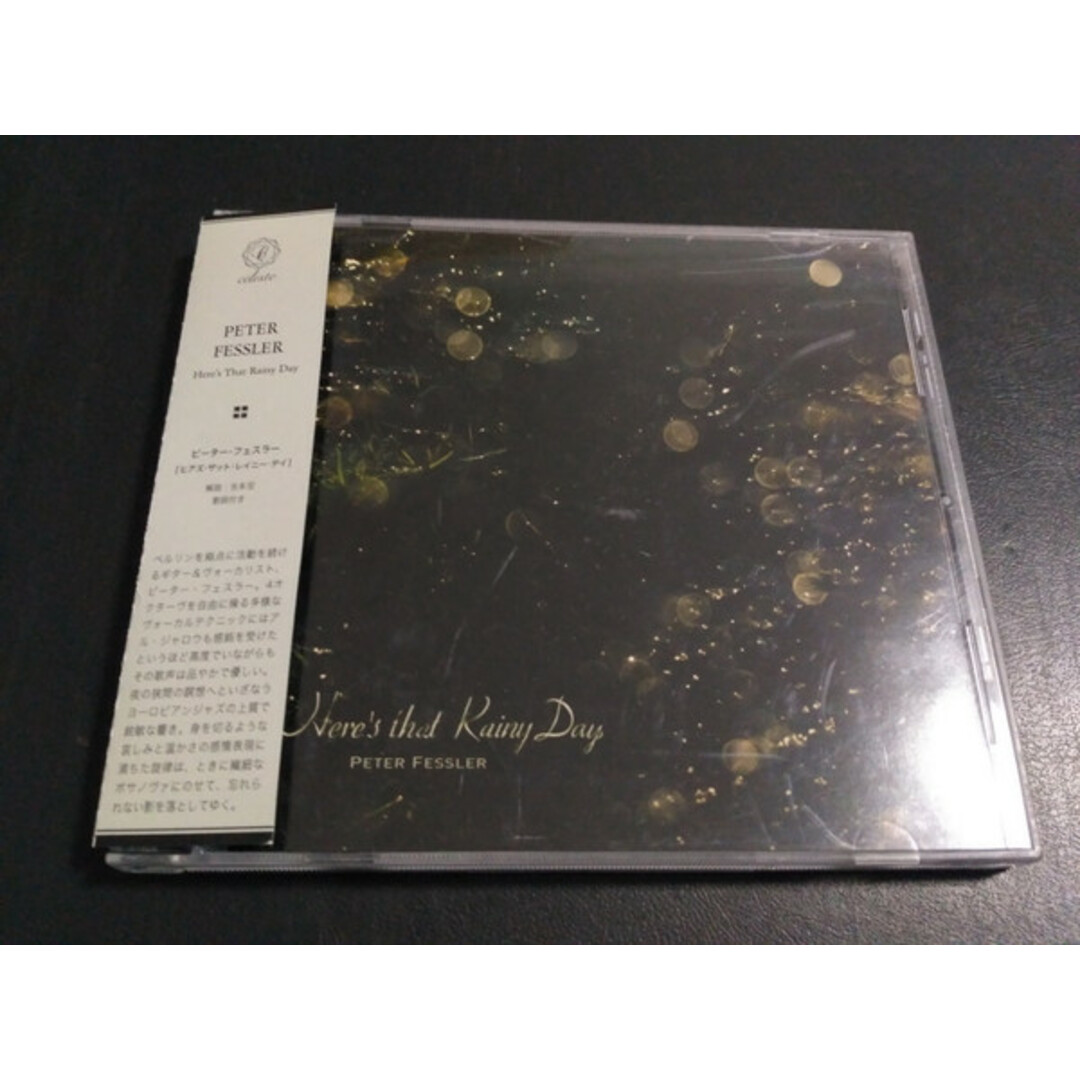 celeste
PETER
FESSLER
Here's That Rainy Day
ピーター・フェスラー
[ヒアズ・ザット・レイニー・デイ]
歌詞付き
ベルリンを拠点に活動を続け
るギター&ヴォーカリスト、
ピーター・フェスラー。4オ
クターヴを自由に操る多様な
ヴォーカルテクニックにはア
ル・ジャロウも感銘を受けた
というほど高度でいながらも
その歌声は品やかで優しい。
夜の狭間の瞑想へといざなう
ヨーロピアンジャズの上質で
鋭敏な響き。身を切るような
哀しみと温かさの感情表現に
満ちた旋律は、ときに繊細な
ボサノヴァにのせて、忘れら
れない影を落としてゆく。
Here's that Rainy Day
PETER FESSLER